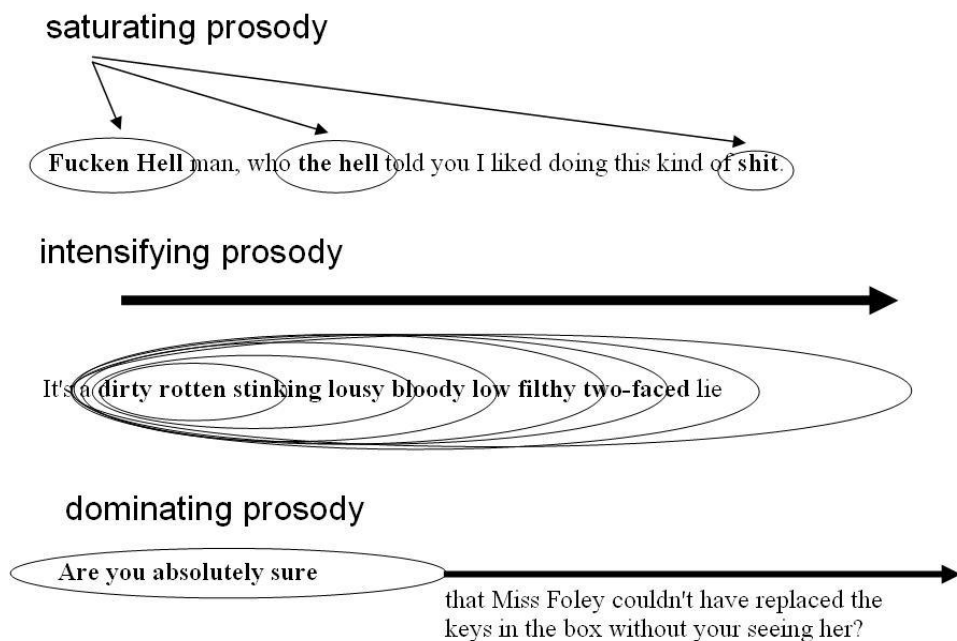 saturating prosody
Fucken Hell man, who the hell told you I liked doing this kind of shit.
intensifying prosody
It's a dirty rotten stinking lousy bloody low filthy two-faced lie
dominating prosody
Are you absolutely sure
that Miss Foley couldn't have replaced the
keys in the box without your seeing her?